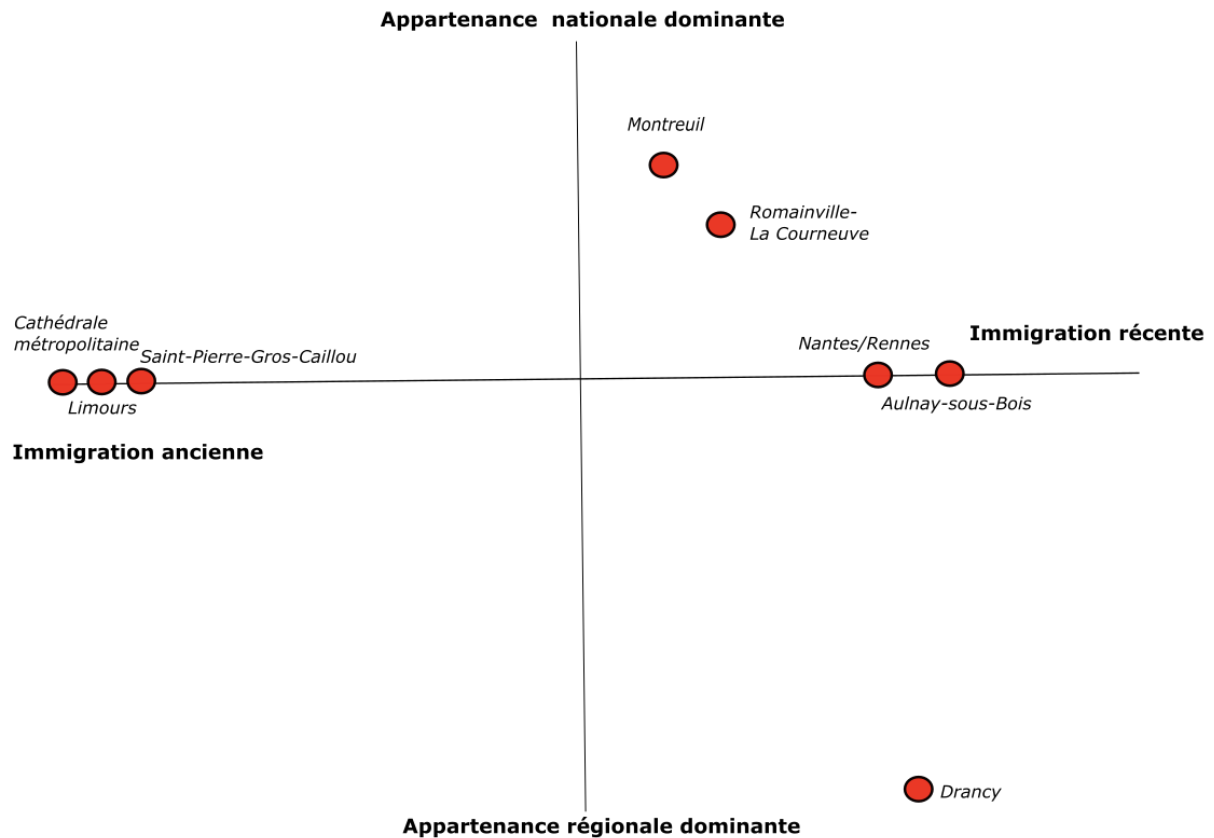 Appartenance  nationale dominante
Montreuil
Romainville-
La Courneuve
Cathédrale
métropolitaine
Saint-Pierre-Gros-Caillou
Limours
Immigration ancienne
Nantes/Rennes
Immigration récente
Aulnay-sous-Bois
Drancy
Appartenance régionale dominante